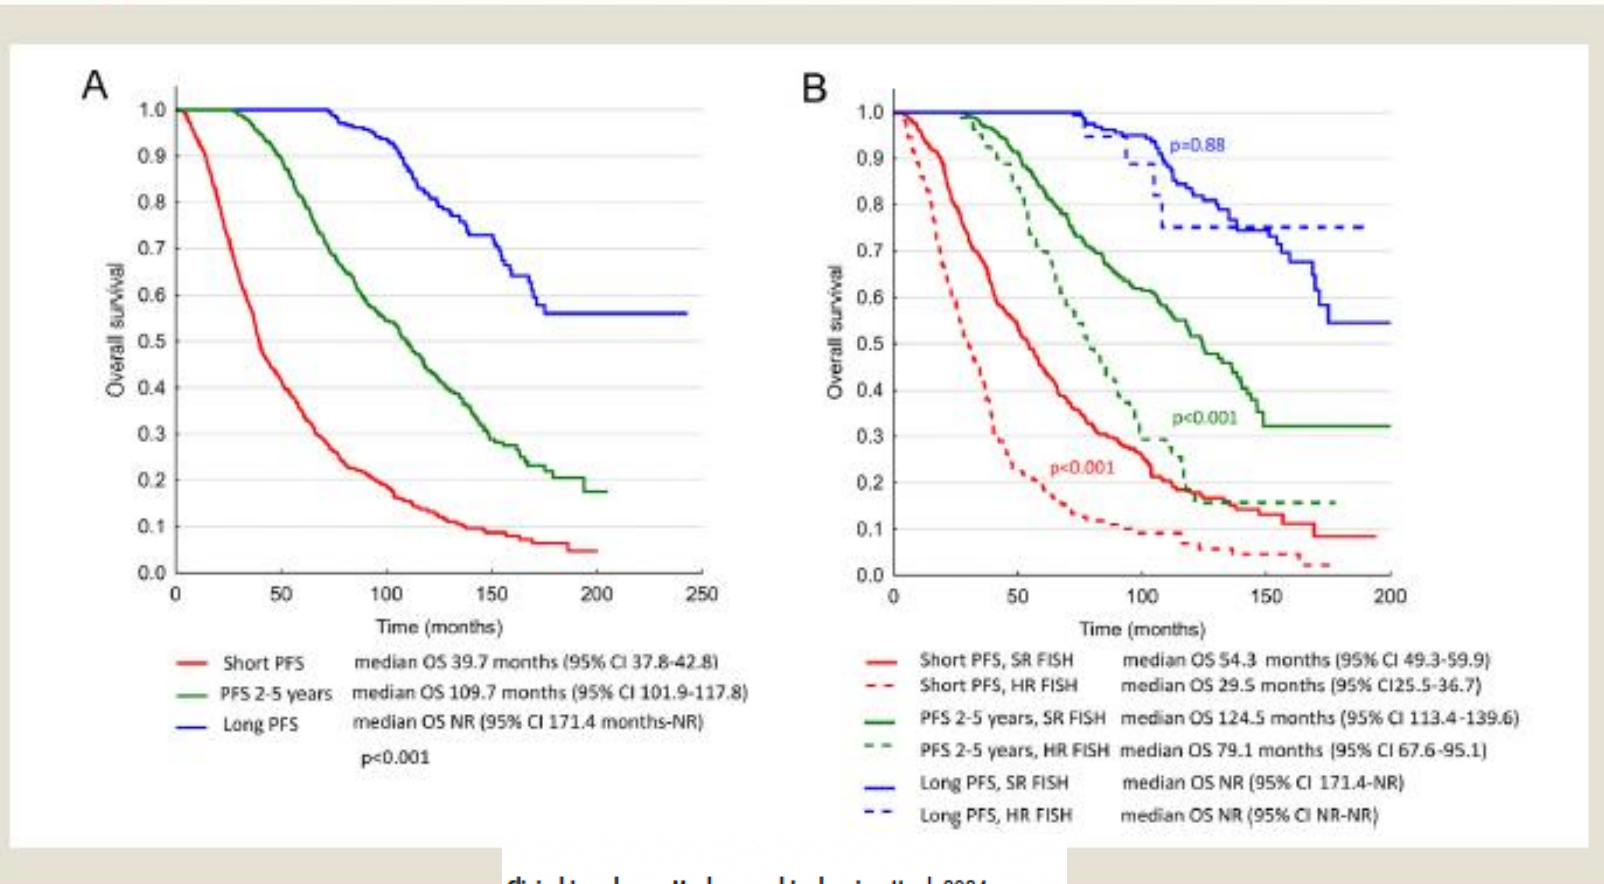 A
1.0
0.9
0.8
0.7
0.6
0.5
0.4
0.3
0.2
0.1
0.0
Overall survival
0 50 100 150 200 250
Time (months)
Short PFS median OS 39.7 months (95% CI 37.8-42.8)
PFS 2-5 years median OS 109.7 months (95% CI 101.9-117.8)
Long PFS median OS NR (95% CI 171.4 months-NR)
p<0.001
B
1.0
0.9
0.8
0.7
0.6
0.5
0.4
0.3
0.2
0.1
0.0
Overall survival
p=0.88
p<0.001
p<0.001
0 50 100 150 200
Time (months)
Short PFS, SR FISH median OS 54.3 months (95% CI 49.3-59.9)
Short PFS, HR FISH median OS 29.5 months (95% CI25.5-36.7)
PFS 2-5 years, SR FISH median OS 124.5 months (95% CI 113.4-139.6)
PFS 2-5 years, HR FISH median OS 79.1 months (95% CI 67.6-95.1)
Long PFS, SR FISH median OS NR (95% CI 171.4-NR)
Long PFS, HR FISH median OS NR (95% CI NR-NR)